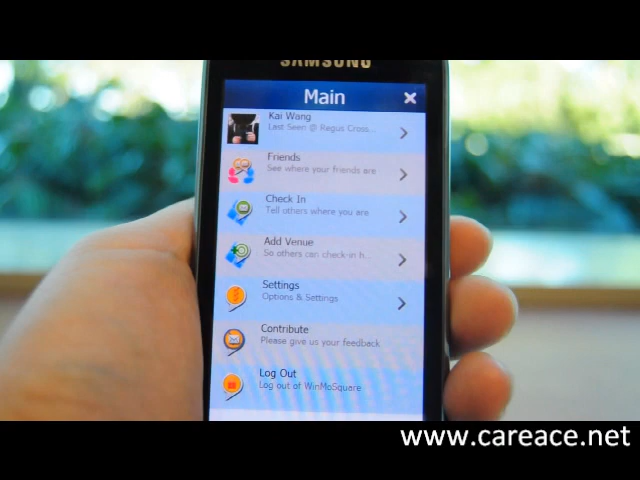 SAMSUNG
Main
Kai Wang
Last Seen @ Regus Cross...
Friends
See where your friends are
Check In
Tell others where you are
Add Venue
So others can check-in h...
Settings
Options & Settings
Contribute
Please give us your feedback
Log Out
Log out of WinMoSquare
www.careace.net